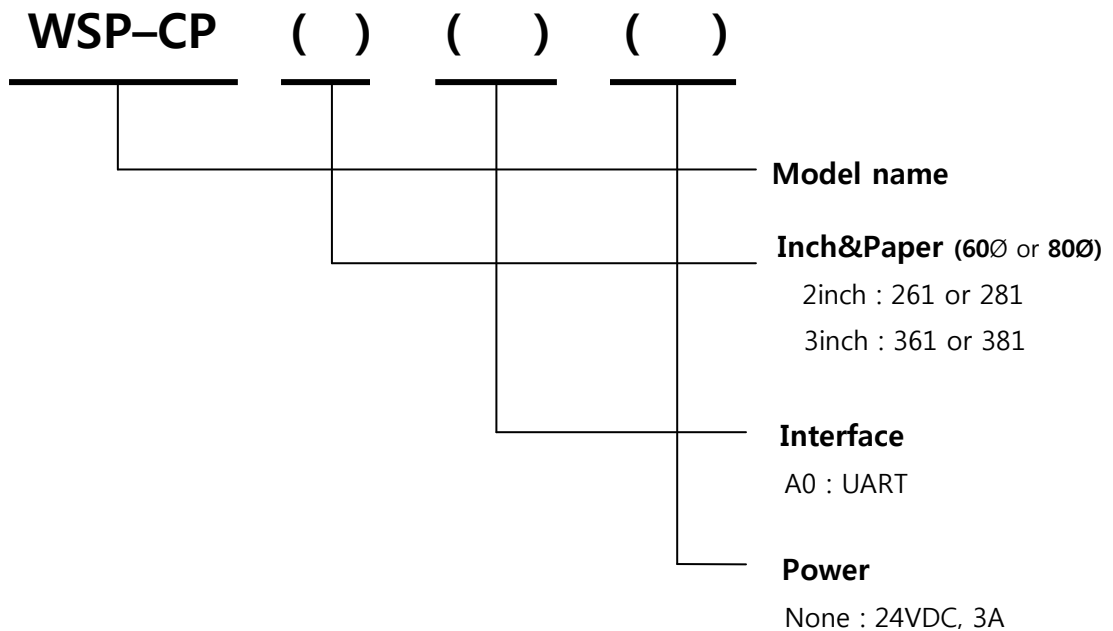 WSP–CP ( ) ( ) ( )
Model name
Inch&Paper (60Ø or 80Ø)
2inch : 261 or 281
3inch : 361 or 381
Interface
A0 : UART
Power
None : 24VDC, 3A